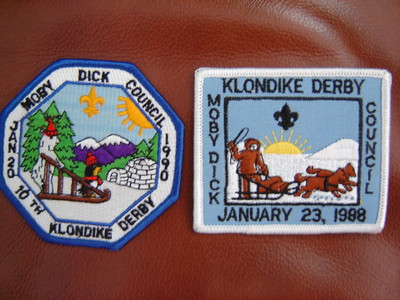 MOBY DICK COUNCIL
JAN 20 1990
10TH KLONDIKE DERBY
KLONDIKE DERBY
MOBY DICK
COUNCIL
JANUARY 23, 1988